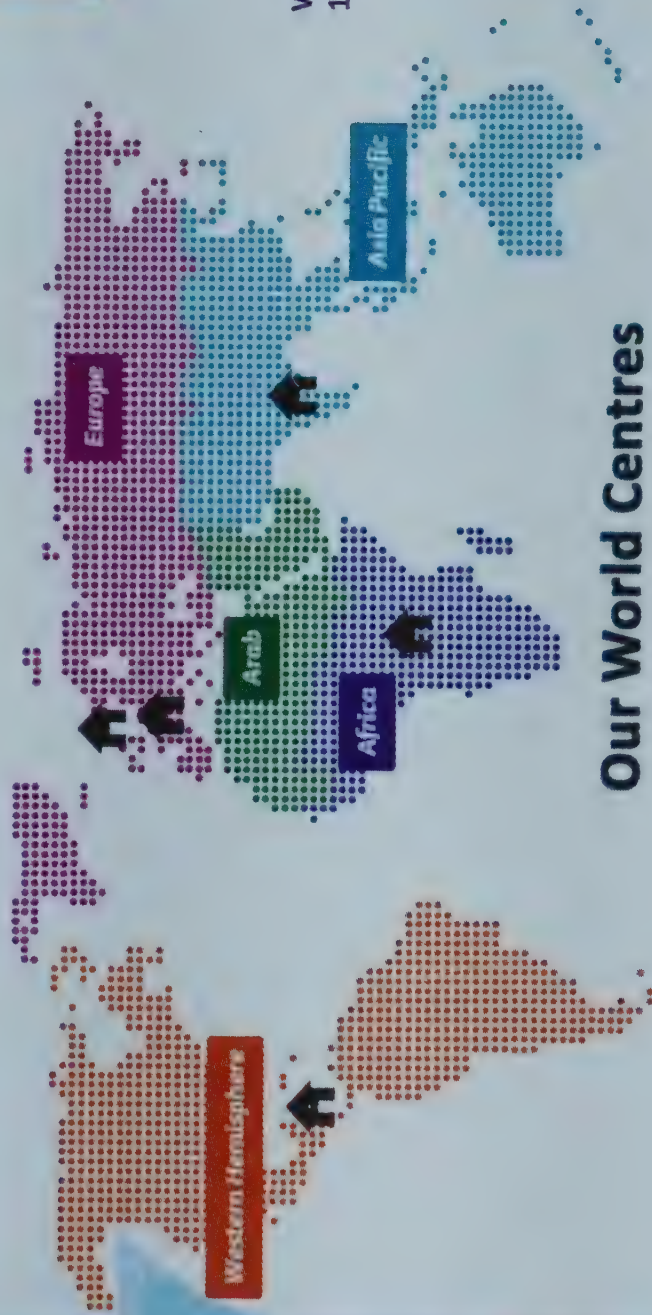 Europe
Asia Pacific
Arab
Africa
Western Hemisphere
Our World Centres